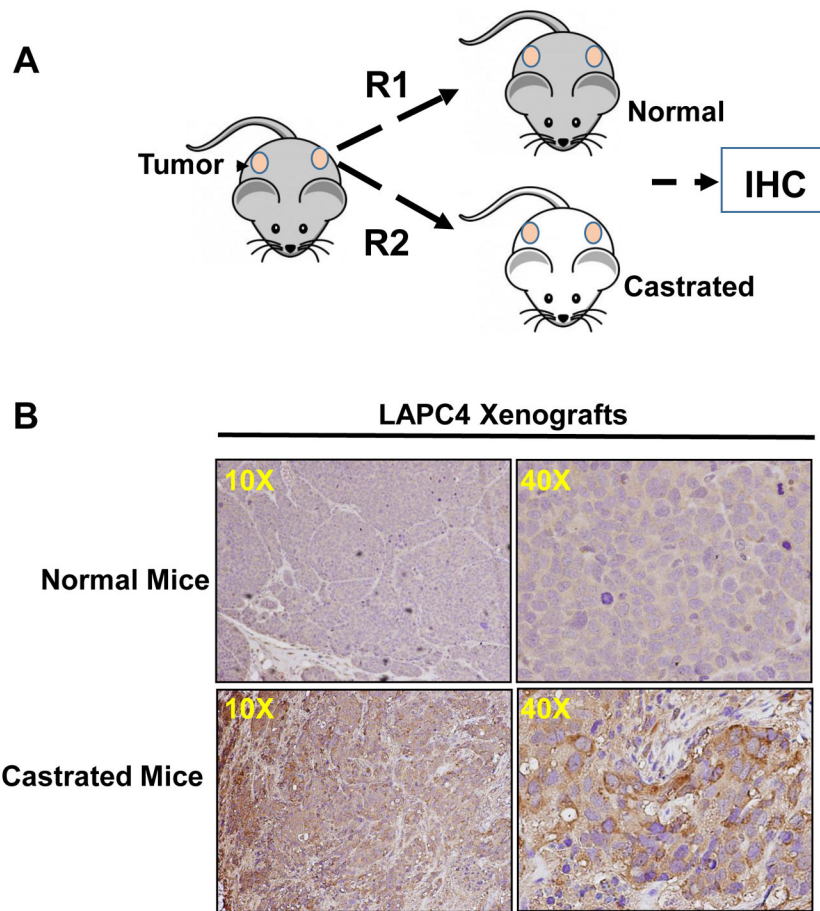 A
R1
Normal
Tumor
IHC
R2
Castrated
B
LAPC4 Xenografts
10X
40X
Normal Mice
10X
40X
Castrated Mice